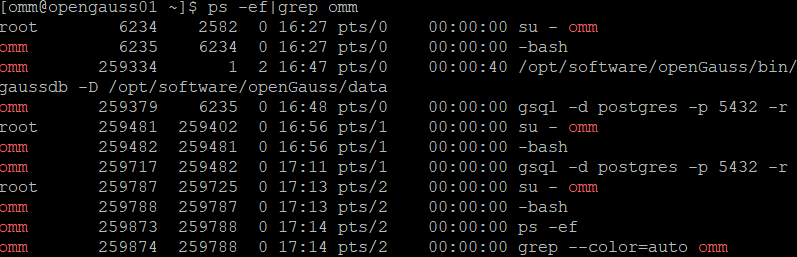 [omm@opengauss01 ~]$ ps -ef|grep omm
root        6234    2582  0 16:27 pts/0    00:00:00 su - omm
omm         6235    6234  0 16:27 pts/0    00:00:00 -bash
omm       259334       1  2 16:47 pts/0    00:00:40 /opt/software/openGauss/bin/
gaussdb -D /opt/software/openGauss/data
omm       259379    6235  0 16:48 pts/0    00:00:00 gsql -d postgres -p 5432 -r
root      259481  259402  0 16:56 pts/1    00:00:00 su - omm
omm       259482  259481  0 16:56 pts/1    00:00:00 -bash
omm       259717  259482  0 17:11 pts/1    00:00:00 gsql -d postgres -p 5432 -r
root      259787  259725  0 17:13 pts/2    00:00:00 su - omm
omm       259788  259787  0 17:13 pts/2    00:00:00 -bash
omm       259873  259788  0 17:14 pts/2    00:00:00 ps -ef
omm       259874  259788  0 17:14 pts/2    00:00:00 grep --color=auto omm